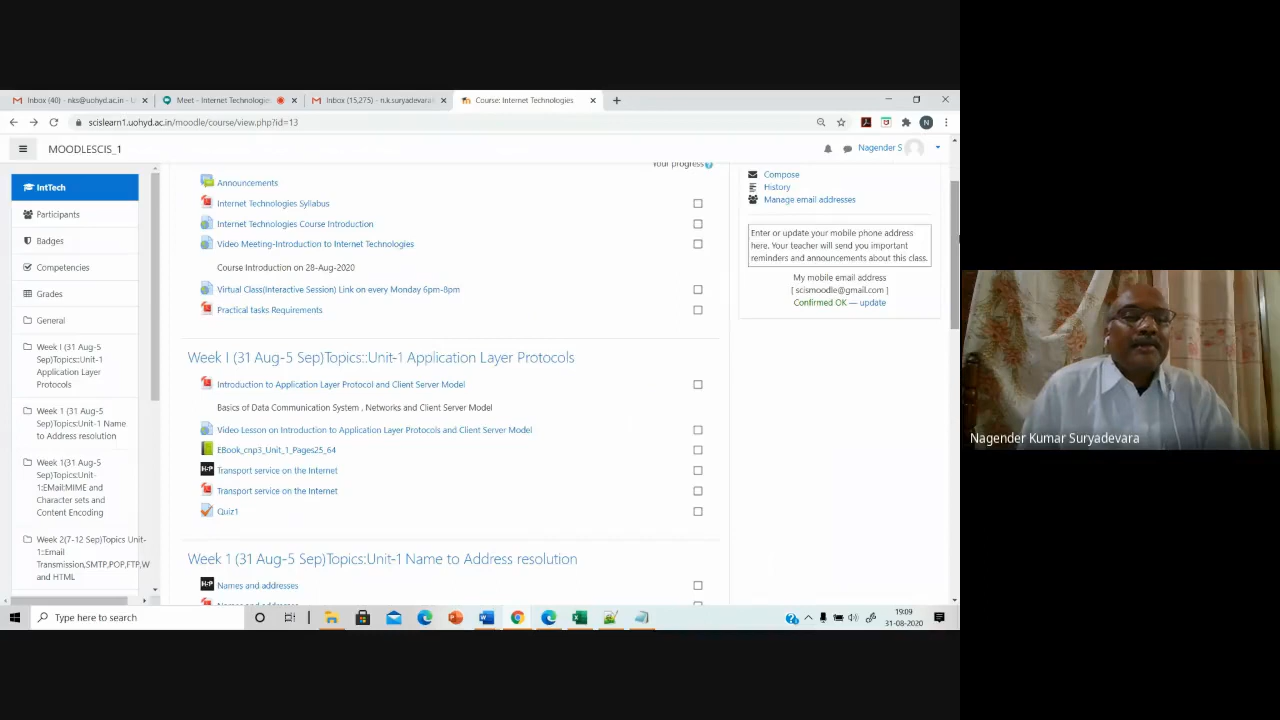 Inbox (40) - nks@uohyd.ac.in - U
Meet - Internet Technologies
Inbox (15,275) - n.k.suryadevara
Course: Internet Technologies
scislearn1.uohyd.ac.in/moodle/course/view.php?id=13
MOODLESCIS_1
Nagender S
IntTech
Participants
Badges
Competencies
Grades
General
Week I (31 Aug-5
Sep)Topics::Unit-1
Application Layer
Protocols
Week 1 (31 Aug-5
Sep)Topics:Unit-1 Name
to Address resolution
Week 1(31 Aug-5
Sep)Topics:Unit-
1:EMail:MIME and
Character sets and
Content Encoding
Week 2(7-12 Sep)Topics Unit-
1::Email
Transmission,SMTP,POP,FTP,W
and HTML
Your progress
Announcements
Internet Technologies Syllabus
Internet Technologies Course Introduction
Video Meeting-Introduction to Internet Technologies
Course Introduction on 28-Aug-2020
Virtual Class(Interactive Session) Link on every Monday 6pm-8pm
Practical tasks Requirements
Week I (31 Aug-5 Sep)Topics::Unit-1 Application Layer Protocols
Introduction to Application Layer Protocol and Client Server Model
Basics of Data Communication System , Networks and Client Server Model
Video Lesson on Introduction to Application Layer Protocols and Client Server Model
EBook_cnp3_Unit_1_Pages25_64
H-P Transport service on the Internet
Transport service on the Internet
Quiz1
Week 1 (31 Aug-5 Sep)Topics:Unit-1 Name to Address resolution
H-P Names and addresses
Names and addresses
Compose
History
Manage email addresses
Enter or update your mobile phone address
here. Your teacher will send you important
reminders and announcements about this class.
My mobile email address
[ scismoodle@gmail.com ]
Confirmed OK — update
Nagender Kumar Suryadevara
Type here to search
19:09
31-08-2020